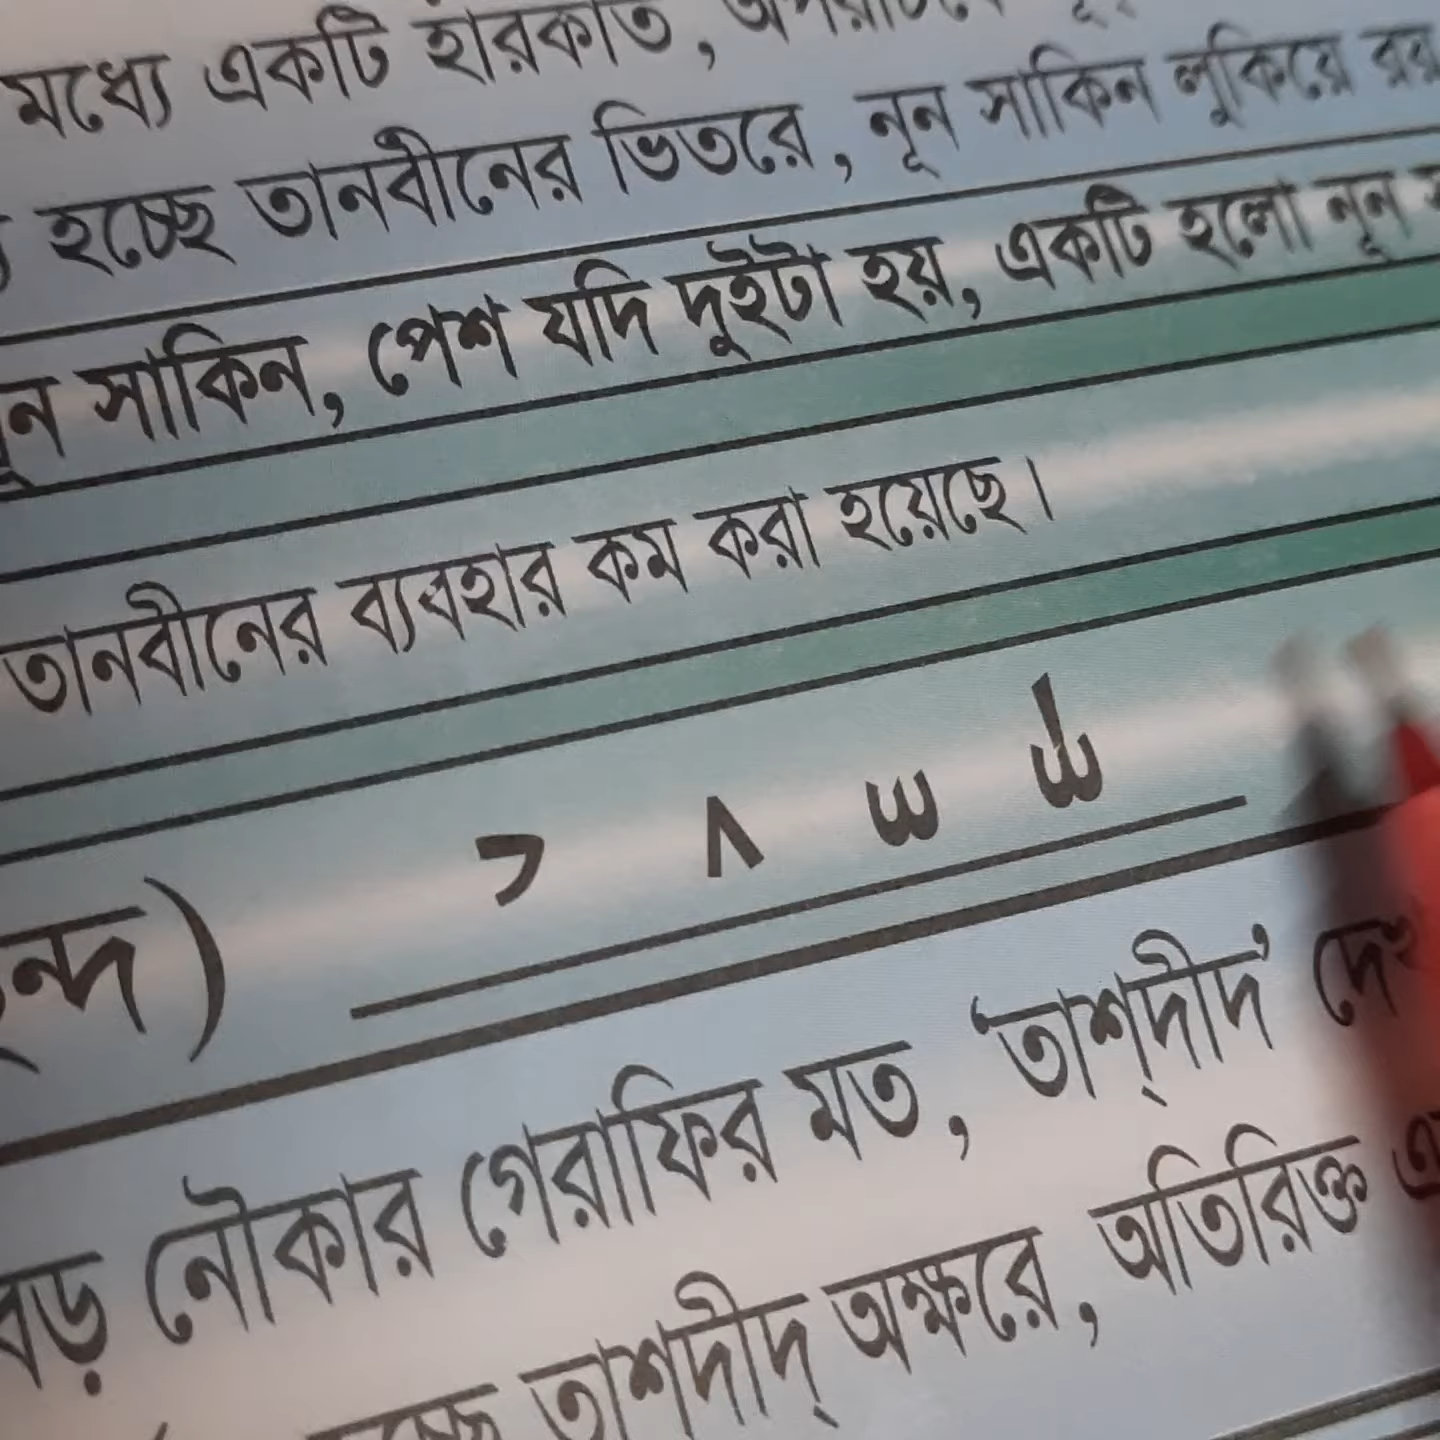 মধ্যে একটি হারকাত,
হচ্ছে তানবীনের ভিতরে, নূন সাকিন লুকিয়ে
সাকিন, পেশ যদি দুইটা হয়, একটি হলো নূন
তানবীনের ব্যবহার কম করা হয়েছে।
বড় নৌকার গেরাফির মত, ‘তাশ্দীদ’
তাশদীদ্ অক্ষরে, অতিরিক্ত